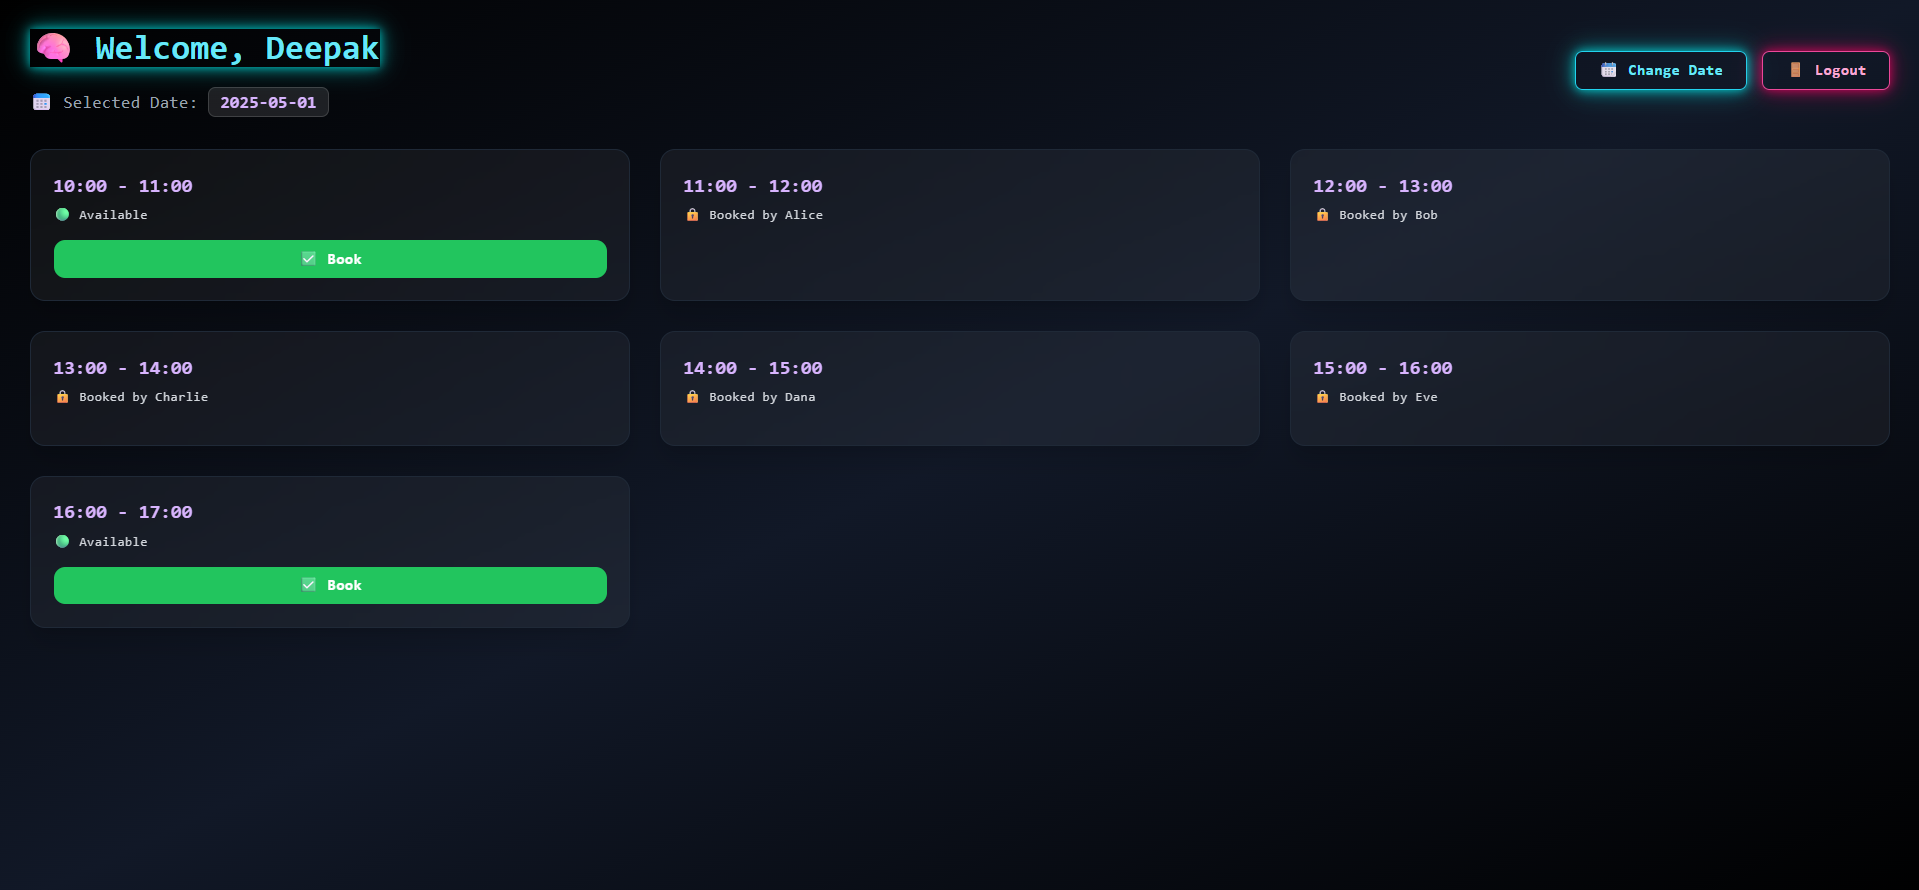 🧠 Welcome, Deepak
📅 Selected Date: 2025-05-01
📅 Change Date
🚪 Logout
10:00 - 11:00
🟢 Available
✅ Book
11:00 - 12:00
🔒 Booked by Alice
12:00 - 13:00
🔒 Booked by Bob
13:00 - 14:00
🔒 Booked by Charlie
14:00 - 15:00
🔒 Booked by Dana
15:00 - 16:00
🔒 Booked by Eve
16:00 - 17:00
🟢 Available
✅ Book